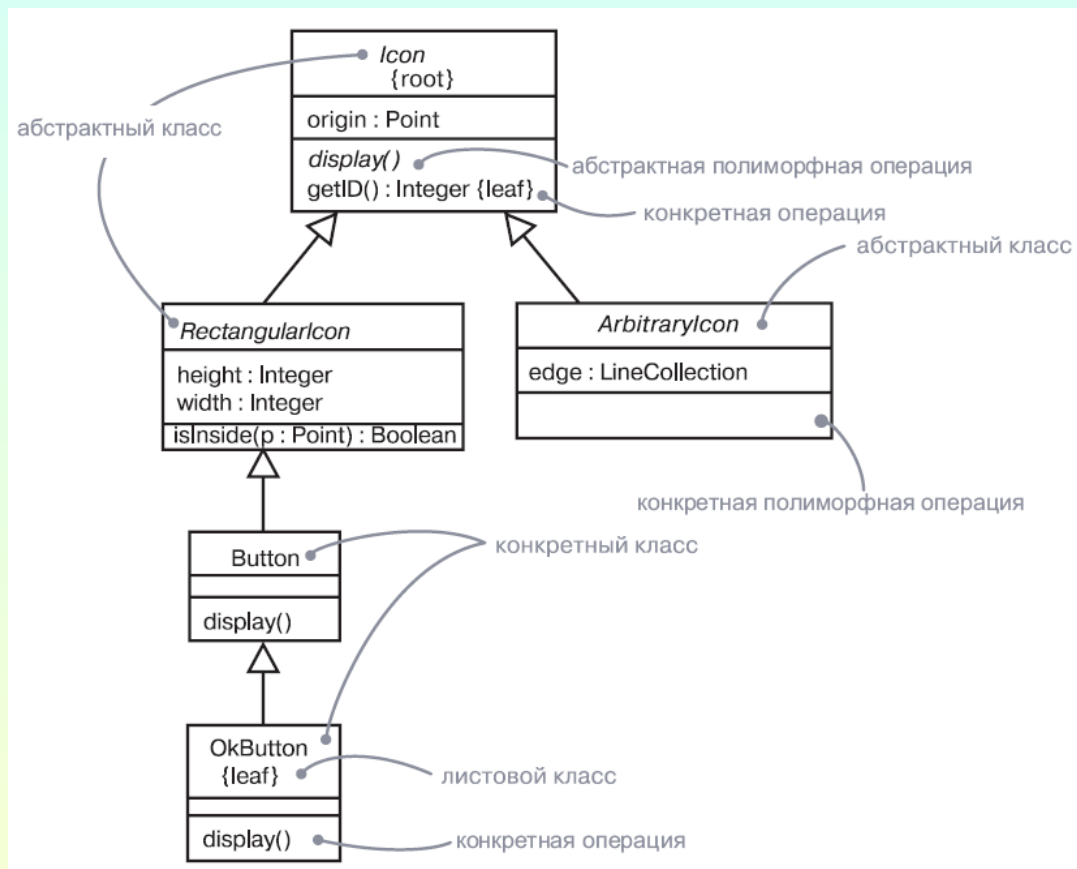 Icon
{root}
абстрактный класс
origin : Point
display()
абстрактная полиморфная операция
getID() : Integer {leaf}
конкретная операция
абстрактный класс
RectangularIcon
ArbitraryIcon
height : Integer
width : Integer
edge : LineCollection
isInside(p : Point) : Boolean
конкретная полиморфная операция
Button
конкретный класс
display()
OkButton
{leaf}
листовой класс
display()
конкретная операция